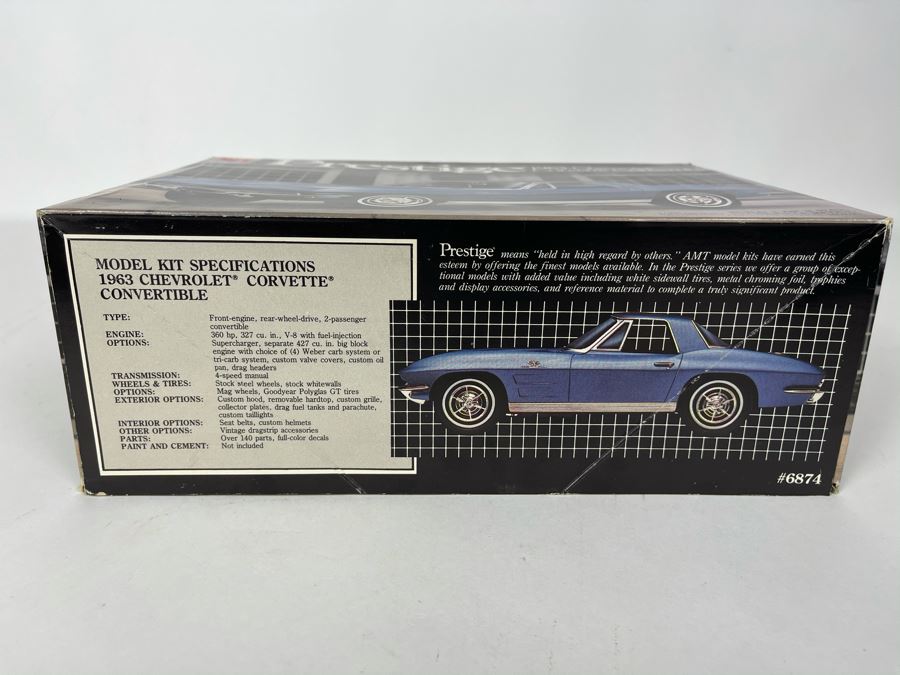 Prestige
MODEL KIT SPECIFICATIONS
1963 CHEVROLET® CORVETTE®
CONVERTIBLE
TYPE: Front-engine, rear-wheel-drive, 2-passenger
convertible
ENGINE: 360 hp, 327 cu. in., V-8 with fuel-injection
OPTIONS: Supercharger, separate 427 cu. in. big block
engine with choice of (4) Weber carb system or
tri-carb system, custom valve covers, custom oil
pan, drag headers
TRANSMISSION: 4-speed manual
WHEELS & TIRES: Stock steel wheels, stock whitewalls
OPTIONS: Mag wheels, Goodyear Polyglas GT tires
EXTERIOR OPTIONS: Custom hood, removable hardtop, custom grille,
collector plates, drag fuel tanks and parachute,
custom taillights
INTERIOR OPTIONS: Seat belts, custom helmets
OTHER OPTIONS: Vintage dragstrip accessories
PARTS: Over 140 parts, full-color decals
PAINT AND CEMENT: Not included
Prestige means "held in high regard by others." AMT model kits have earned this
esteem by offering the finest models available. In the Prestige series we offer a group of excep-
tional models with added value including white sidewall tires, metal chroming foil, trophies
and display accessories, and reference material to complete a truly significant product.
#6874